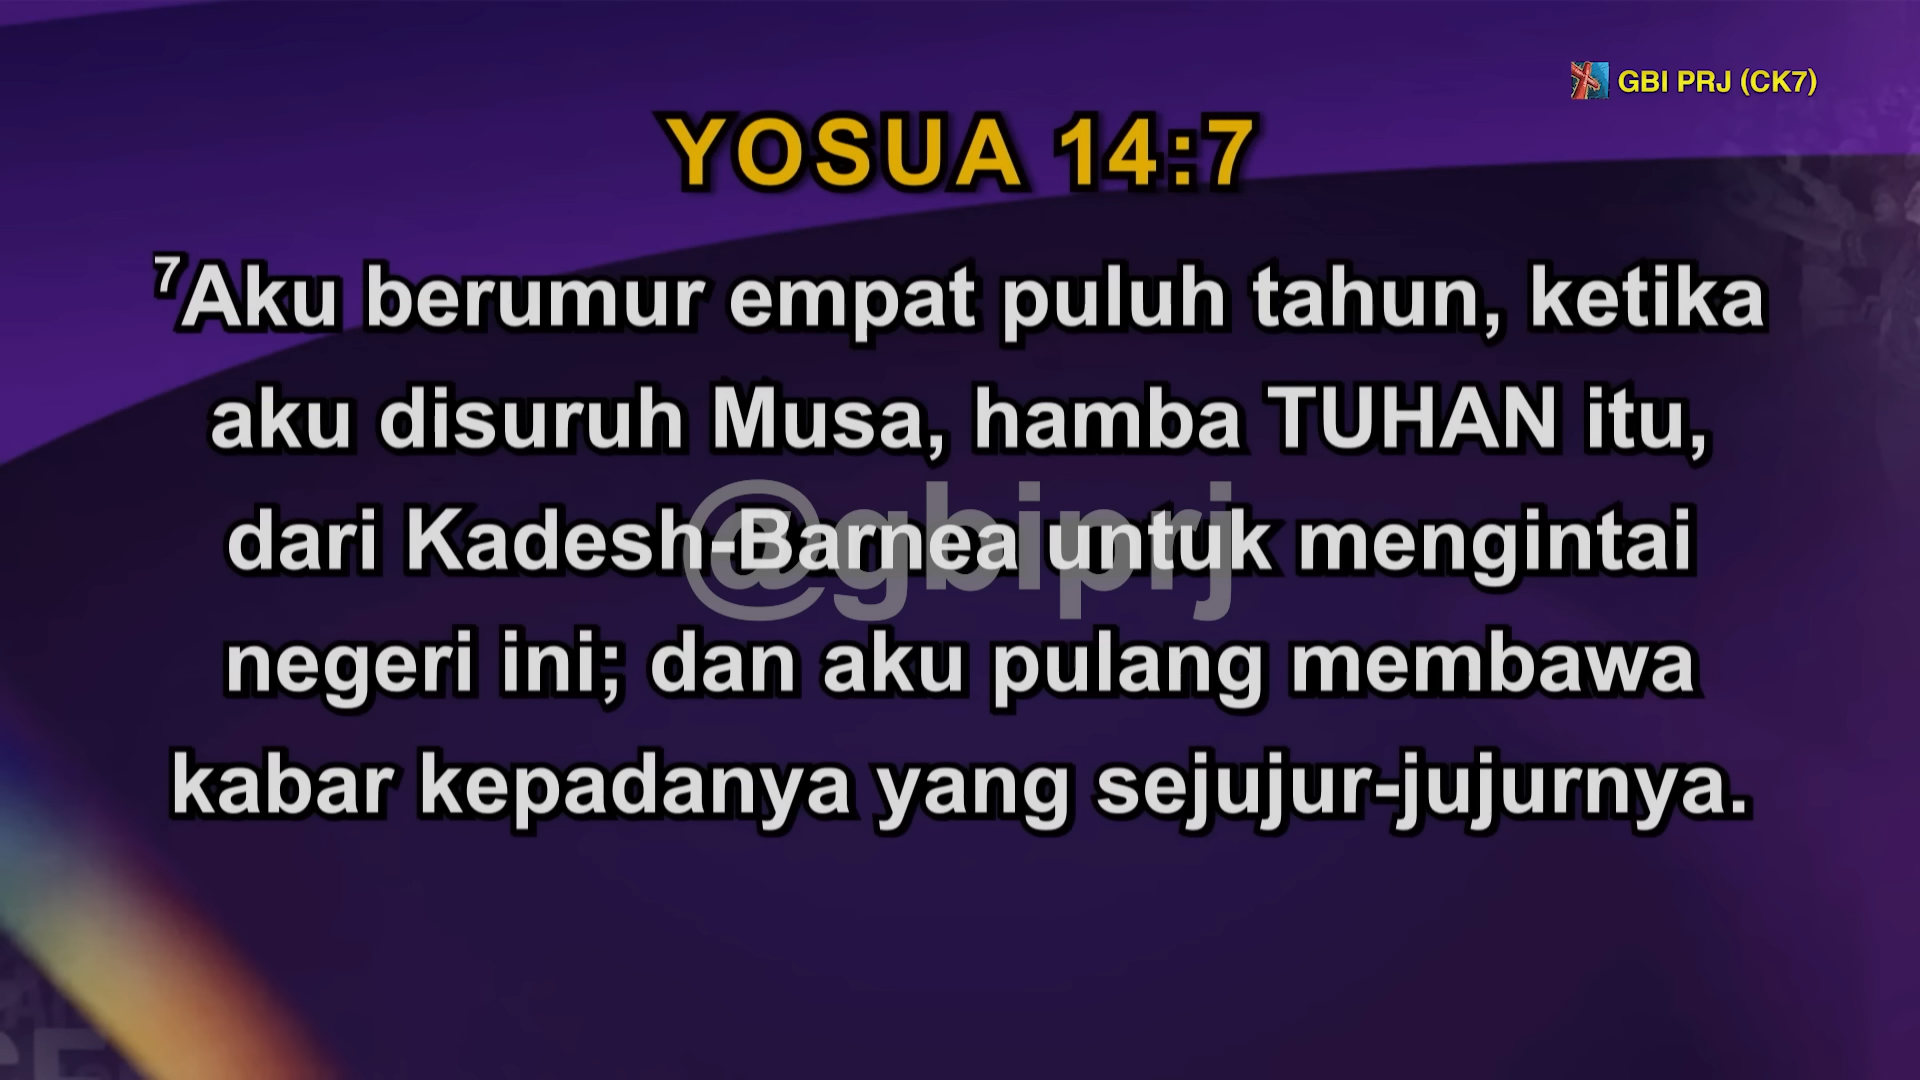 GBI PRJ (CK7)
YOSUA 14:7
7Aku berumur empat puluh tahun, ketika
aku disuruh Musa, hamba TUHAN itu,
dari Kadesh-Barnea untuk mengintai
@gbiprj
negeri ini; dan aku pulang membawa
kabar kepadanya yang sejujur-jujurnya.